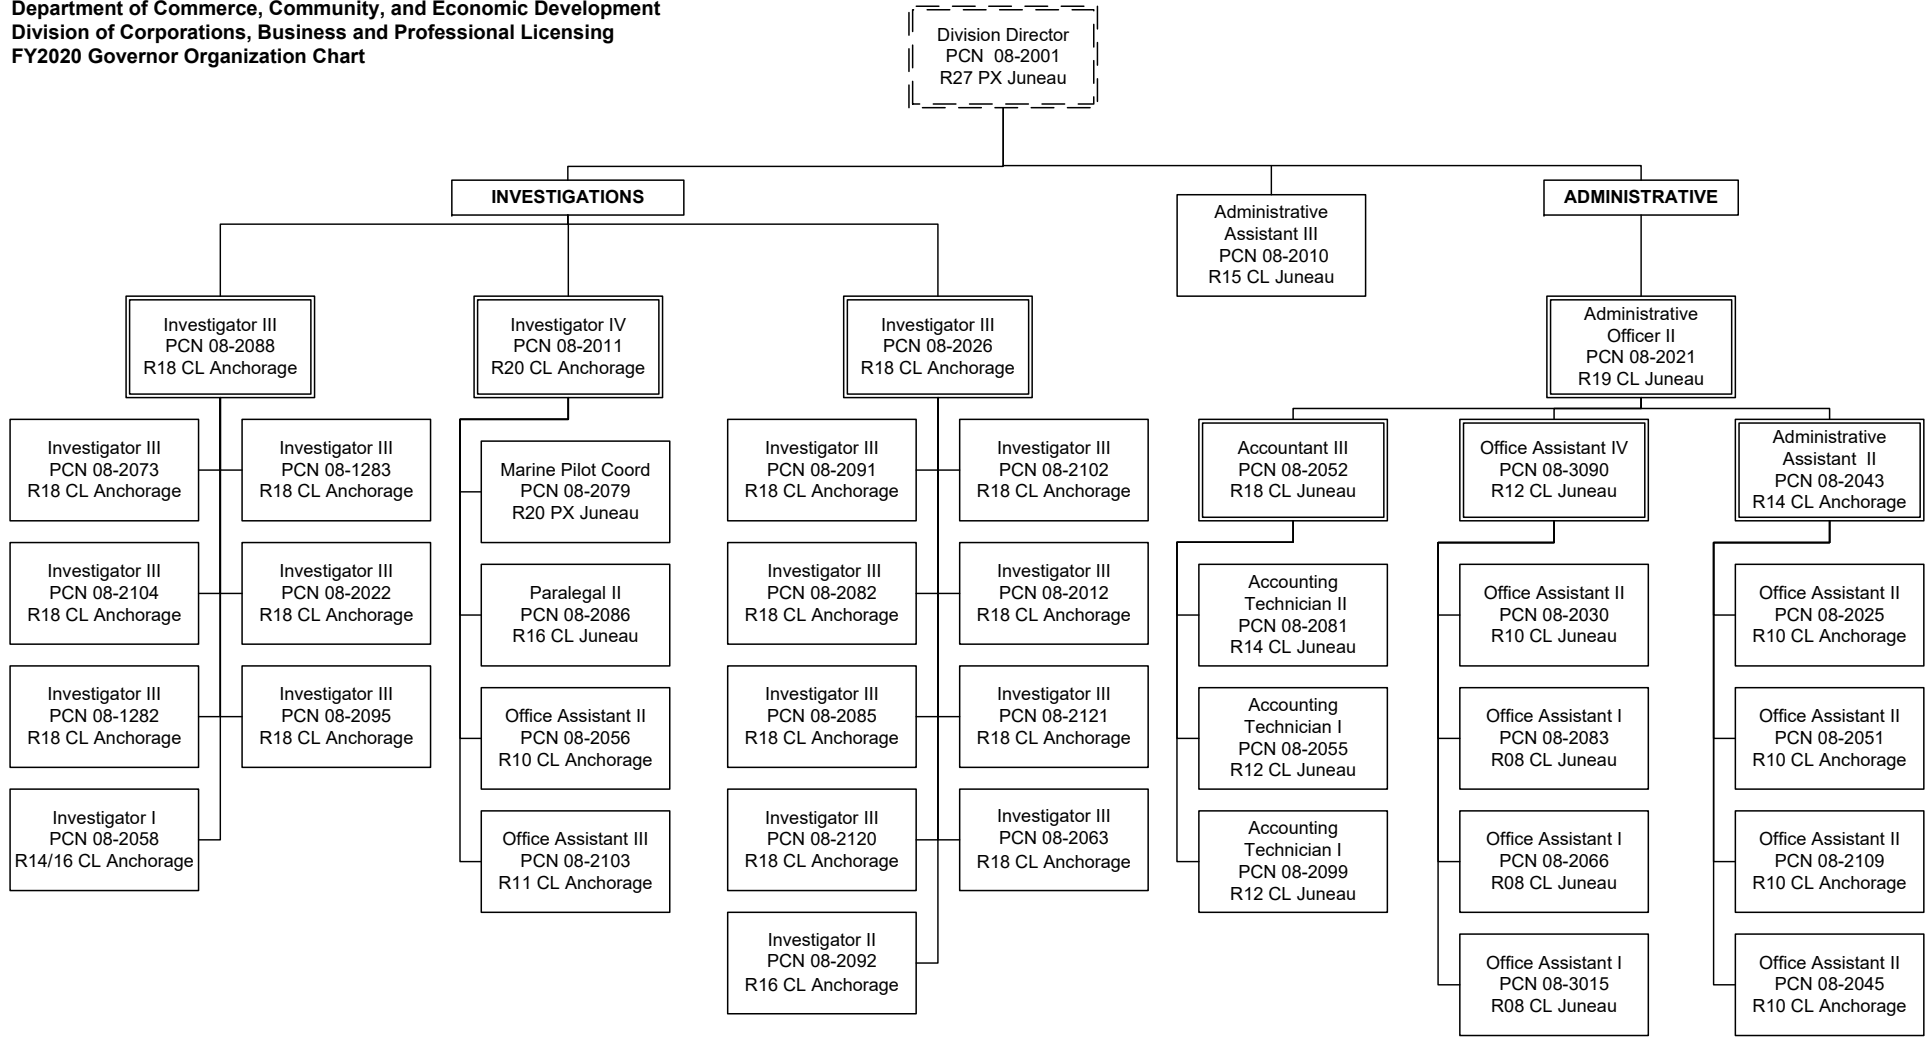 Department of Commerce, Community, and Economic Development
Division of Corporations, Business and Professional Licensing
FY2020 Governor Organization Chart
Division Director
PCN 08-2001
R27 PX Juneau
INVESTIGATIONS
Administrative
Assistant III
PCN 08-2010
R15 CL Juneau
ADMINISTRATIVE
Investigator III
PCN 08-2088
R18 CL Anchorage
Investigator IV
PCN 08-2011
R20 CL Anchorage
Investigator III
PCN 08-2026
R18 CL Anchorage
Administrative
Officer II
PCN 08-2021
R19 CL Juneau
Investigator III
PCN 08-2073
R18 CL Anchorage
Investigator III
PCN 08-1283
R18 CL Anchorage
Investigator III
PCN 08-2104
R18 CL Anchorage
Investigator III
PCN 08-2022
R18 CL Anchorage
Investigator III
PCN 08-1282
R18 CL Anchorage
Investigator III
PCN 08-2095
R18 CL Anchorage
Investigator I
PCN 08-2058
R14/16 CL Anchorage
Marine Pilot Coord
PCN 08-2079
R20 PX Juneau
Paralegal II
PCN 08-2086
R16 CL Juneau
Office Assistant II
PCN 08-2056
R10 CL Anchorage
Office Assistant III
PCN 08-2103
R11 CL Anchorage
Investigator III
PCN 08-2091
R18 CL Anchorage
Investigator III
PCN 08-2102
R18 CL Anchorage
Investigator III
PCN 08-2082
R18 CL Anchorage
Investigator III
PCN 08-2012
R18 CL Anchorage
Investigator III
PCN 08-2085
R18 CL Anchorage
Investigator III
PCN 08-2121
R18 CL Anchorage
Investigator III
PCN 08-2120
R18 CL Anchorage
Investigator III
PCN 08-2063
R18 CL Anchorage
Investigator II
PCN 08-2092
R16 CL Anchorage
Accountant III
PCN 08-2052
R18 CL Juneau
Accounting
Technician II
PCN 08-2081
R14 CL Juneau
Accounting
Technician I
PCN 08-2055
R12 CL Juneau
Accounting
Technician I
PCN 08-2099
R12 CL Juneau
Office Assistant IV
PCN 08-3090
R12 CL Juneau
Office Assistant II
PCN 08-2030
R10 CL Juneau
Office Assistant I
PCN 08-2083
R08 CL Juneau
Office Assistant I
PCN 08-2066
R08 CL Juneau
Office Assistant I
PCN 08-3015
R08 CL Juneau
Administrative
Assistant II
PCN 08-2043
R14 CL Anchorage
Office Assistant II
PCN 08-2025
R10 CL Anchorage
Office Assistant II
PCN 08-2051
R10 CL Anchorage
Office Assistant II
PCN 08-2109
R10 CL Anchorage
Office Assistant II
PCN 08-2045
R10 CL Anchorage